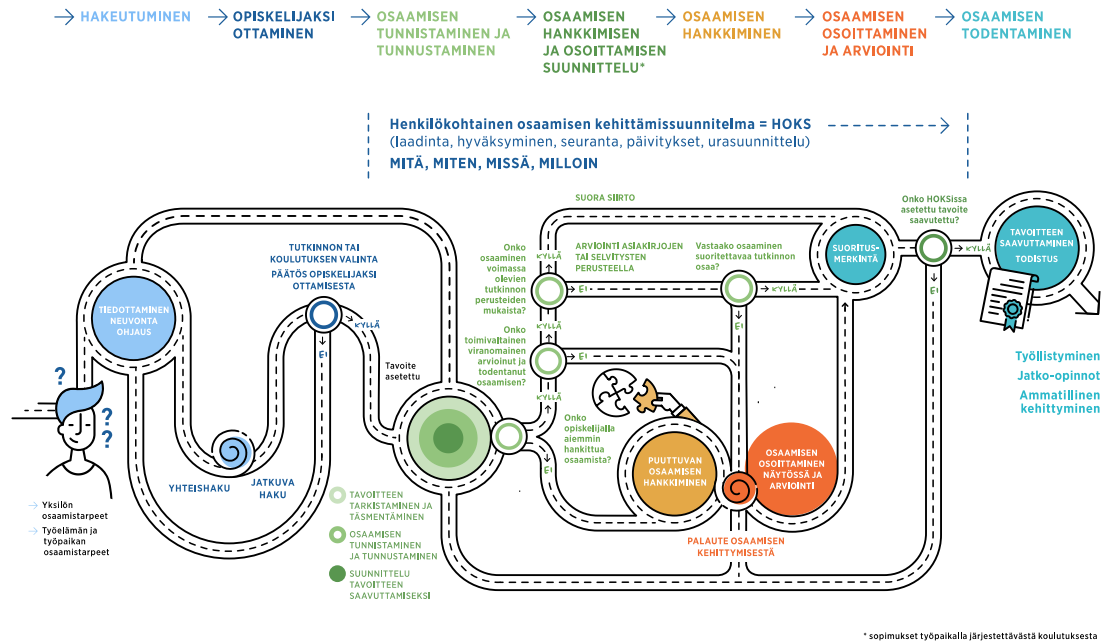 → HAKEUTUMINEN
→ OPISKELIJAKSI
OTTAMINEN
→ OSAAMISEN
TUNNISTAMINEN JA
TUNNUSTAMINEN
→ OSAAMISEN
HANKKIMISEN
JA OSOITTAMISEN
SUUNNITTELU*
→ OSAAMISEN
HANKKIMINEN
→ OSAAMISEN
OSOITTAMINEN
JA ARVIOINTI
→ OSAAMISEN
TODENTAMINEN
Henkilökohtainen osaamisen kehittämissuunnitelma = HOKS
(laadinta, hyväksyminen, seuranta, päivitykset, urasuunnittelu)
MITÄ, MITEN, MISSÄ, MILLOIN
TIEDOTTAMINEN
NEUVONTA
OHJAUS
?
?
?
→ Yksilön
osaamistarpeet
→ Työelämän ja
työpaikan
osaamistarpeet
YHTEISHAKU
JATKUVA
HAKU
TUTKINNON TAI
KOULUTUKSEN VALINTA
PÄÄTÖS OPISKELIJAKSI
OTTAMISESTA
→ KYLLÄ
→ EI
Tavoite
asetettu
TAVOITTEEN
TARKISTAMINEN JA
TÄSMENTÄMINEN
OSAAMISEN
TUNNISTAMINEN
JA TUNNUSTAMINEN
SUUNNITTELU
TAVOITTEEN
SAAVUTTAMISEKSI
Onko
opiskelijalla
aiemmin
hankittua
osaamista?
→ KYLLÄ
→ EI
Onko
toimivaltainen
viranomainen
arvioinut ja
todentanut
osaamisen?
→ KYLLÄ
→ EI
Onko
osaaminen
voimassa
olevien
tutkinnon
perusteiden
mukaista?
→ KYLLÄ
→ EI
SUORA SIIRTO
ARVIOINTI ASIAKIRJOJEN
TAI SELVITYSTEN
PERUSTEELLA
Vastaako osaaminen
suoritettavaa tutkinnon
osaa?
→ KYLLÄ
→ EI
PUUTTUVAN
OSAAMISEN
HANKKIMINEN
OSAAMISEN
OSOITTAMINEN
NÄYTÖSSÄ JA
ARVIOINTI
PALAUTE OSAAMISEN
KEHITTYMISESTÄ
SUORITUS-
MERKINTÄ
Onko HOKSissa
asetettu tavoite
saavutettu?
→ KYLLÄ
→ EI
TAVOITTEEN
SAAVUTTAMINEN
TODISTUS
Työllistyminen
Jatko-opinnot
Ammatillinen
kehittyminen
* sopimukset työpaikalla järjestettävästä koulutuksesta